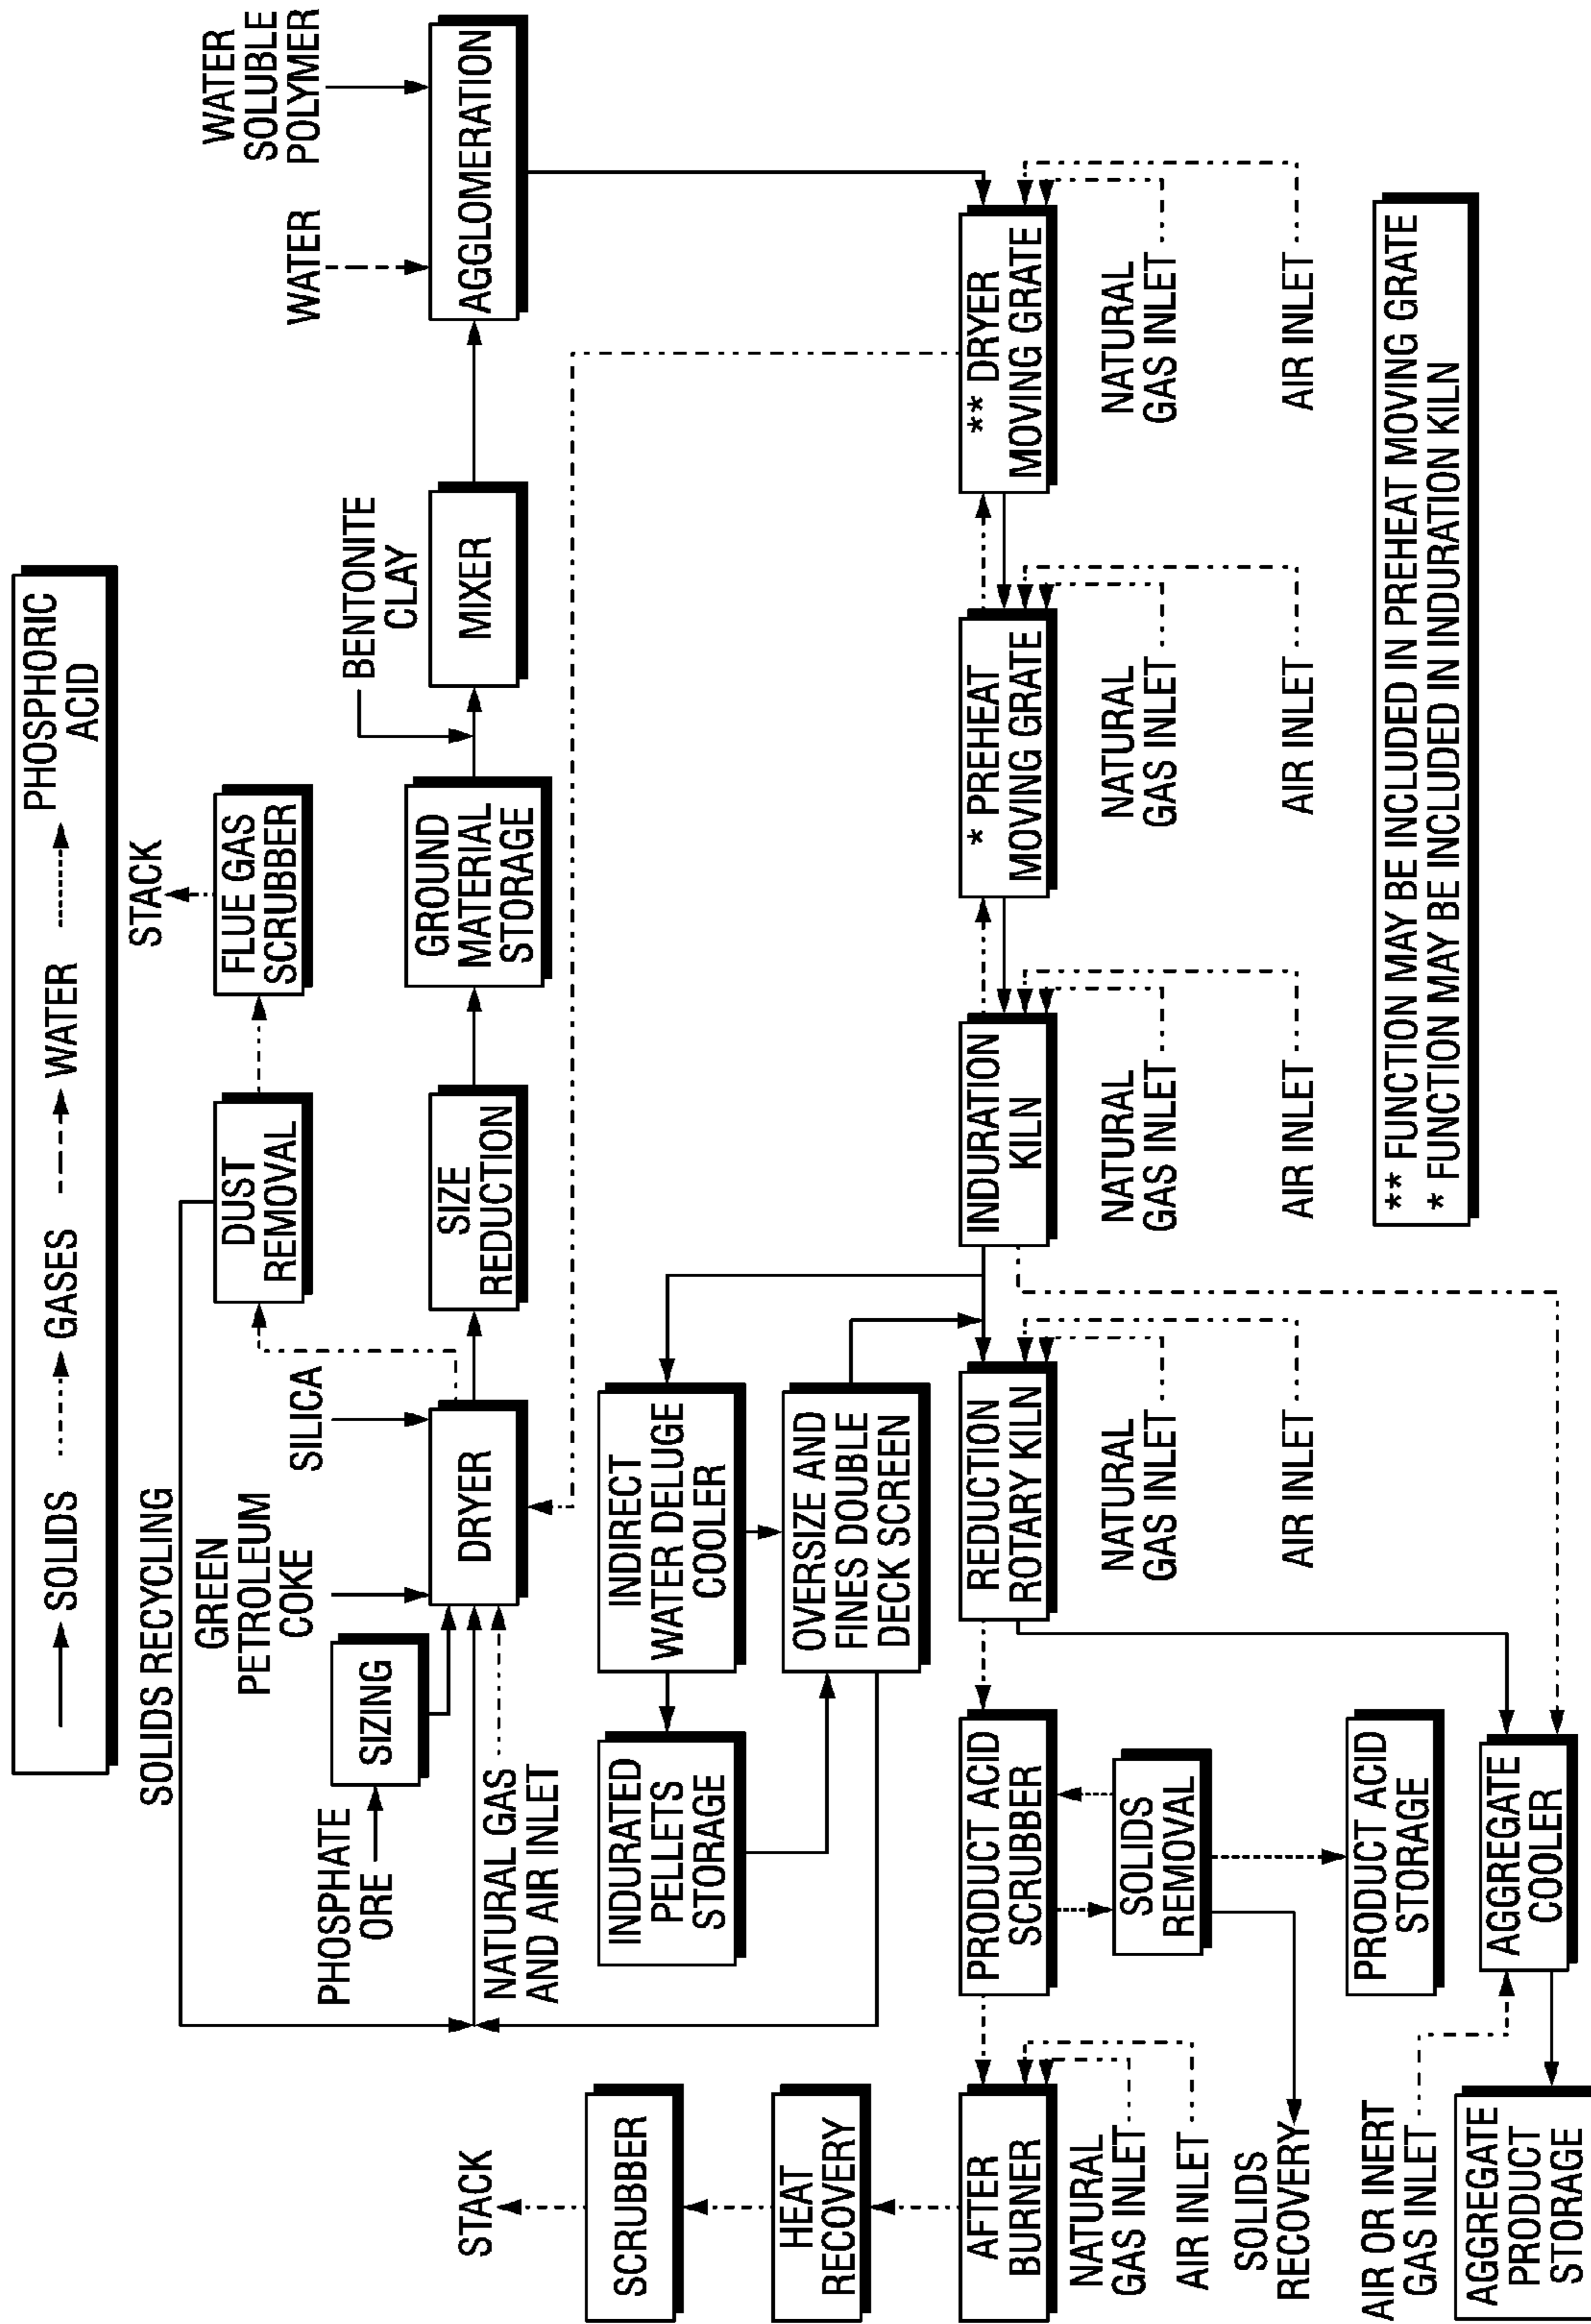 SOLIDS
GASES
WATER
PHOSPHORIC
ACID
SOLIDS RECYCLING
STACK
DUST
REMOVAL
FLUE GAS
SCRUBBER
GREEN
PETROLEUM
COKE
SILICA
PHOSPHATE
ORE
SIZING
NATURAL GAS
AND AIR INLET
DRYER
SIZE
REDUCTION
GROUND
MATERIAL
STORAGE
BENTONITE
CLAY
MIXER
WATER
WATER
SOLUBLE
POLYMER
AGGLOMERATION
INDURATED
PELLETS
STORAGE
INDIRECT
WATER DELUGE
COOLER
OVERSIZE AND
FINES DOUBLE
DECK SCREEN
STACK
SCRUBBER
HEAT
RECOVERY
AFTER
BURNER
NATURAL
GAS INLET
AIR INLET
PRODUCT ACID
SCRUBBER
SOLIDS
REMOVAL
SOLIDS
RECOVERY
PRODUCT ACID
STORAGE
REDUCTION
ROTARY KILN
NATURAL
GAS INLET
AIR INLET
INDURATION
KILN
NATURAL
GAS INLET
AIR INLET
* PREHEAT
MOVING GRATE
NATURAL
GAS INLET
AIR INLET
** DRYER
MOVING GRATE
NATURAL
GAS INLET
AIR INLET
AIR OR INERT
GAS INLET
AGGREGATE
COOLER
AGGREGATE
PRODUCT
STORAGE
** FUNCTION MAY BE INCLUDED IN PREHEAT MOVING GRATE
* FUNCTION MAY BE INCLUDED IN INDURATION KILN